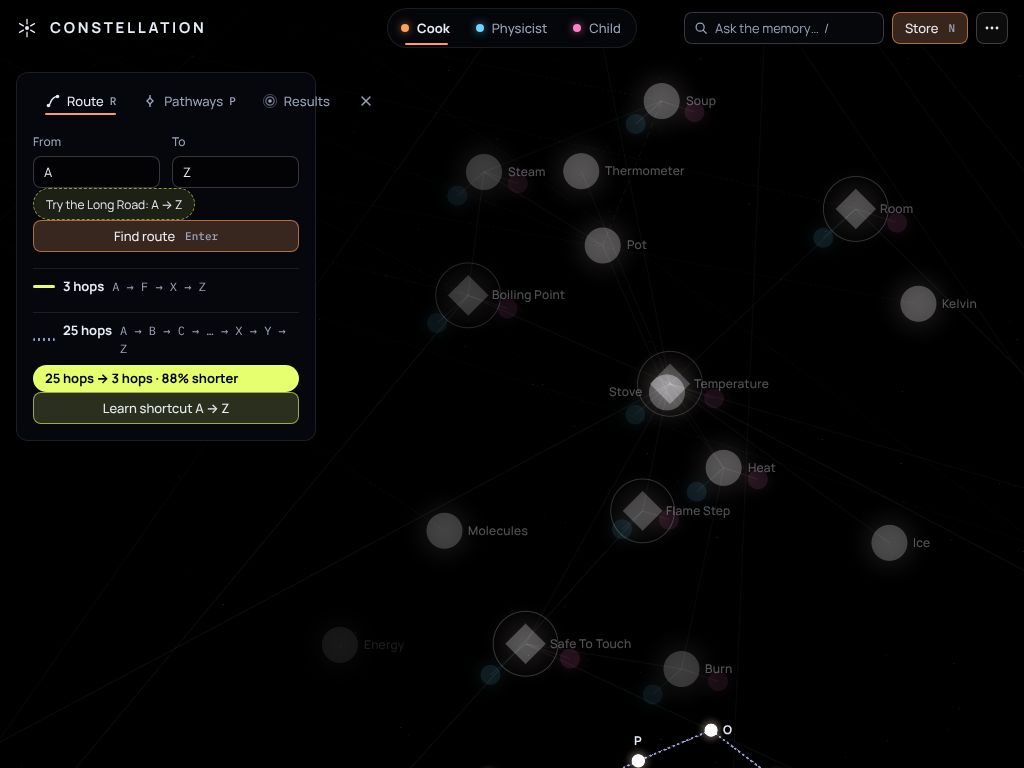 CONSTELLATION
Cook
Physicist
Child
Ask the memory… /
Store N
Route R
Pathways P
Results
From
To
A
Z
Try the Long Road: A → Z
Find route Enter
3 hops A → F → X → Z
25 hops A → B → C → … → X → Y →
Z
25 hops → 3 hops · 88% shorter
Learn shortcut A → Z
Soup
Steam
Thermometer
Room
Pot
Boiling Point
Kelvin
Stove
Temperature
Heat
Flame Step
Molecules
Ice
Energy
Safe To Touch
Burn
O
P